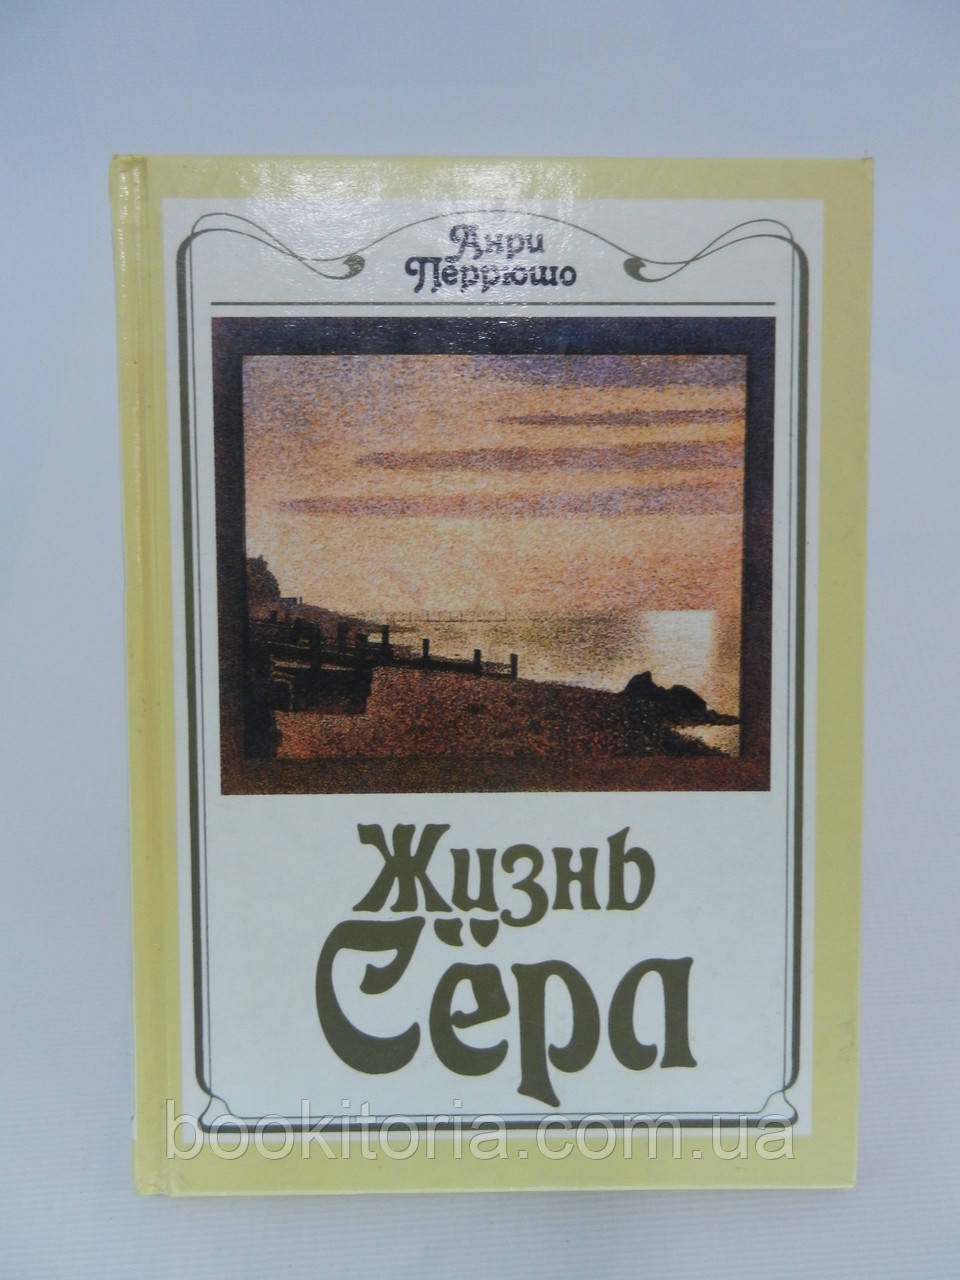 Анри
Перрюшо
Жизнь
Сёра
bookitoria.com.ua